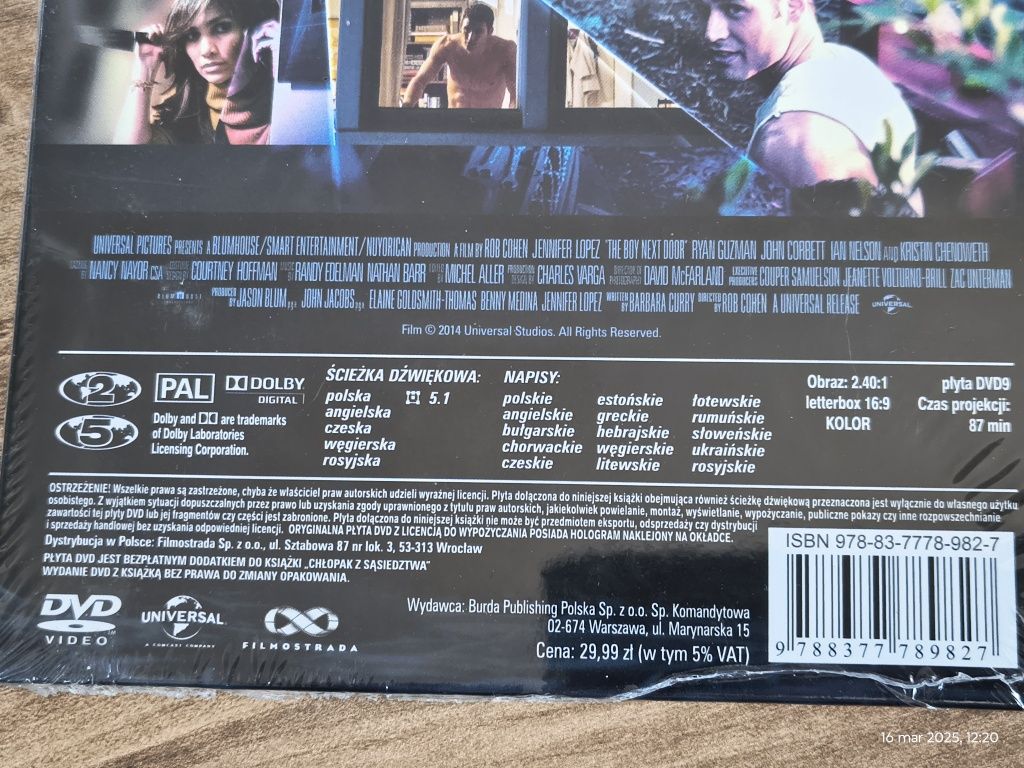 UNIVERSAL PICTURES PRESENTS A BLUMHOUSE/SMART ENTERTAINMENT/NUYORICAN PRODUCTION A FILM BY ROB COHEN JENNIFER LOPEZ "THE BOY NEXT DOOR" RYAN GUZMAN JOHN CORBETT IAN NELSON AND KRISTIN CHENOWETH
NANCY NAYOR CSA COURTNEY HOFFMAN RANDY EDELMAN NATHAN BARR MICHEL ALLER PRODUCTION DESIGN BY CHARLES VARGA DIRECTOR OF PHOTOGRAPHY DAVID McFARLAND EXECUTIVE PRODUCERS COUPER SAMUELSON JEANETTE VOLTURNO-BRILL ZAC UNTERMAN
BLUMHOUSE PRODUCED BY JASON BLUM, p.g.a. JOHN JACOBS, p.g.a. ELAINE GOLDSMITH-THOMAS BENNY MEDINA JENNIFER LOPEZ WRITTEN BY BARBARA CURRY DIRECTED BY ROB COHEN A UNIVERSAL RELEASE UNIVERSAL
Film © 2014 Universal Studios. All Rights Reserved.
2 PAL DOLBY DIGITAL
5 Dolby and are trademarks
of Dolby Laboratories
Licensing Corporation.
ŚCIEŻKA DŹWIĘKOWA:
polska 5.1
angielska
czeska
węgierska
rosyjska
NAPISY:
polskie
angielskie
bułgarskie
chorwackie
czeskie
estońskie
greckie
hebrajskie
węgierskie
litewskie
łotewskie
rumuńskie
słoweńskie
ukraińskie
rosyjskie
Obraz: 2.40:1
letterbox 16:9
KOLOR
płyta DVD9
Czas projekcji:
87 min
OSTRZEŻENIE! Wszelkie prawa są zastrzeżone, chyba że właściciel praw autorskich udzieli wyraźnej licencji. Płyta dołączona do niniejszej książki obejmująca również ścieżkę dźwiękową przeznaczona jest wyłącznie do własnego użytku
osobistego. Z wyjątkiem sytuacji dopuszczalnych przez prawo lub uzyskania zgody uprawnionego z tytułu praw autorskich, jakiekolwiek powielanie, montaż, wyświetlanie, wypożyczanie, publiczne pokazy czy inne rozpowszechnianie
zawartości tej płyty DVD lub jej fragmentów czy części jest zabronione. Płyta dołączona do niniejszej książki nie może być przedmiotem eksportu, odsprzedaży czy dystrybucji
i sprzedaży handlowej bez uzyskania odpowiedniej licencji. ORYGINALNA PŁYTA DVD Z LICENCJĄ DO WYPOŻYCZANIA POSIADA HOLOGRAM NAKLEJONY NA OKŁADCE.
Dystrybucja w Polsce: Filmostrada Sp. z o.o., ul. Sztabowa 87 nr lok. 3, 53-313 Wrocław
PŁYTA DVD JEST BEZPŁATNYM DODATKIEM DO KSIĄŻKI „CHŁOPAK Z SĄSIEDZTWA”
WYDANIE DVD Z KSIĄŻKĄ BEZ PRAWA DO ZMIANY OPAKOWANIA.
DVD VIDEO
UNIVERSAL
A COMCAST COMPANY
FILMOSTRADA
Wydawca: Burda Publishing Polska Sp. z o.o. Sp. Komandytowa
02-674 Warszawa, ul. Marynarska 15
Cena: 29,99 zł (w tym 5% VAT)
ISBN 978-83-7778-982-7
9 788377 789827
16 mar 2025, 12:20